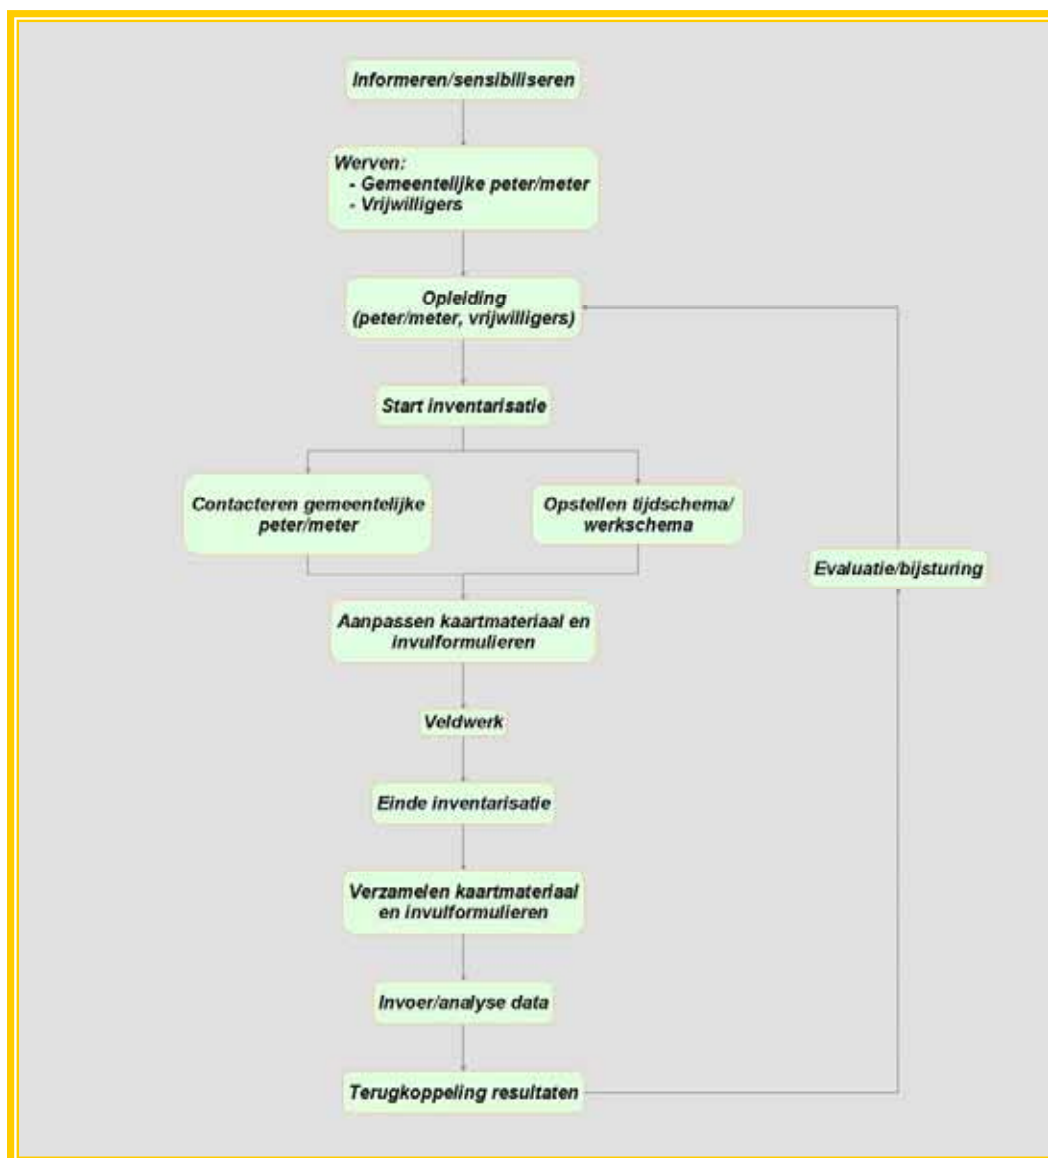 Informeren/sensibiliseren
Werven:
- Gemeentelijke peter/meter
- Vrijwilligers
Opleiding
(peter/meter, vrijwilligers)
Start inventarisatie
Contacteren gemeentelijke
peter/meter
Opstellen tijdschema/
werkschema
Evaluatie/bijsturing
Aanpassen kaartmateriaal en
invulformulieren
Veldwerk
Einde inventarisatie
Verzamelen kaartmateriaal
en invulformulieren
Invoer/analyse data
Terugkoppeling resultaten